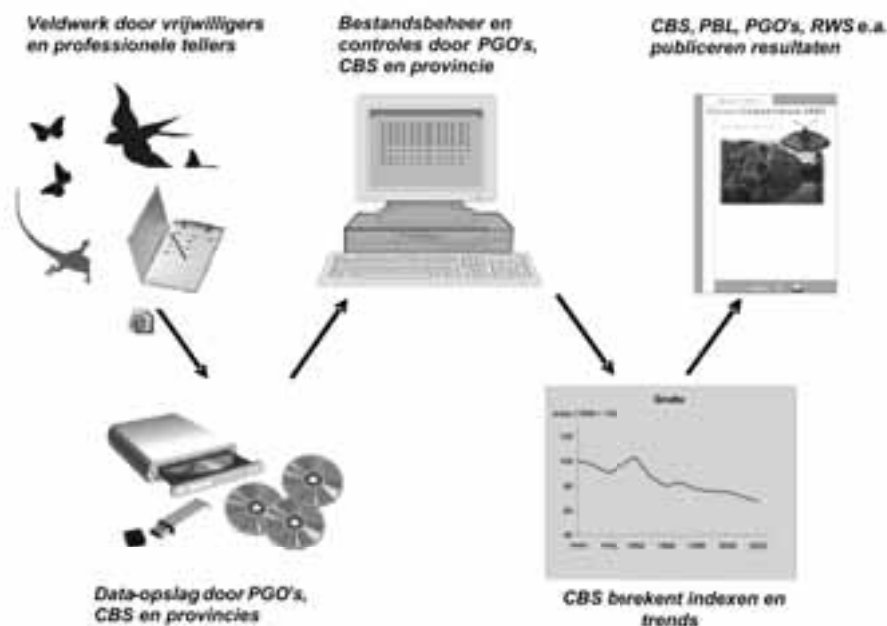 Veldwerk door vrijwilligers
en professionele tellers
Bestandsbeheer en
controles door PGO's,
CBS en provincie
CBS, PBL, PGO's, RWS e.a.
publiceren resultaten
Data-opslag door PGO's,
CBS en provincies
CBS berekent indexen en
trends